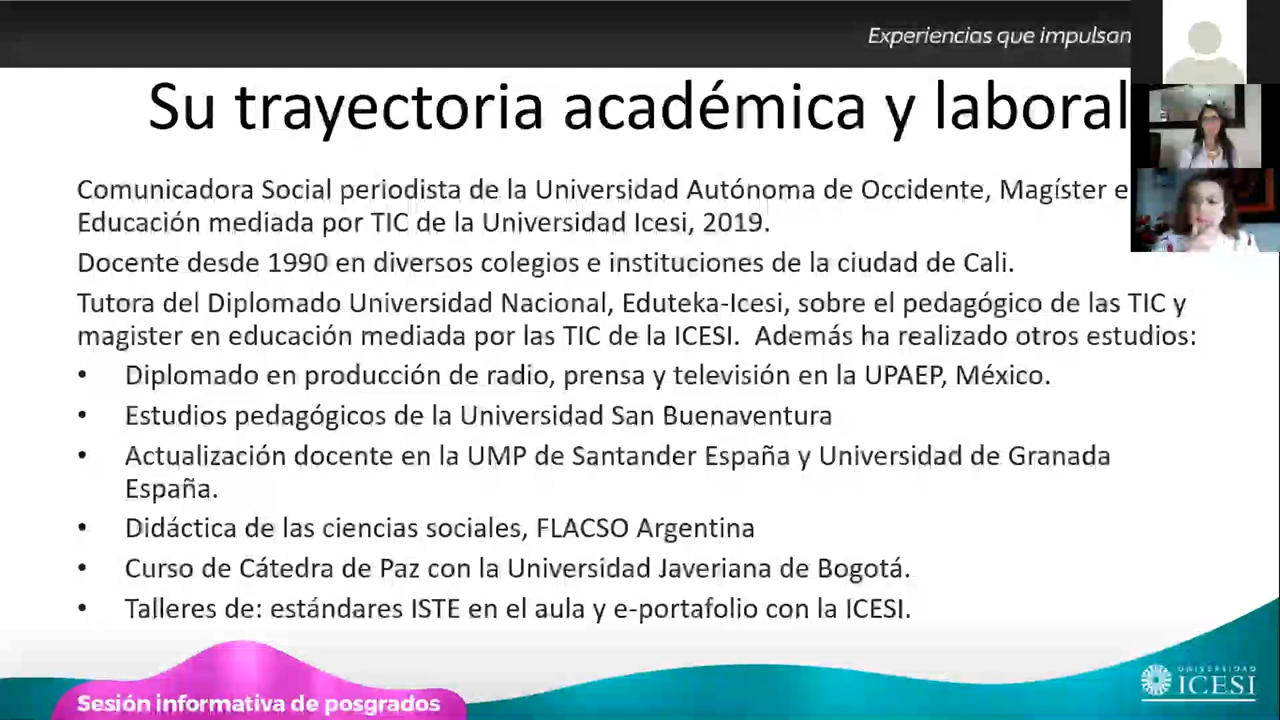 Experiencias que impulsan
Su trayectoria académica y laboral
Comunicadora Social periodista de la Universidad Autónoma de Occidente, Magíster e
Educación mediada por TIC de la Universidad Icesi, 2019.
Docente desde 1990 en diversos colegios e instituciones de la ciudad de Cali.
Tutora del Diplomado Universidad Nacional, Eduteka-Icesi, sobre el pedagógico de las TIC y
magister en educación mediada por las TIC de la ICESI. Además ha realizado otros estudios:
• Diplomado en producción de radio, prensa y televisión en la UPAEP, México.
• Estudios pedagógicos de la Universidad San Buenaventura
• Actualización docente en la UMP de Santander España y Universidad de Granada
España.
• Didáctica de las ciencias sociales, FLACSO Argentina
• Curso de Cátedra de Paz con la Universidad Javeriana de Bogotá.
• Talleres de: estándares ISTE en el aula y e-portafolio con la ICESI.
Sesión informativa de posgrados
UNIVERSIDAD
ICESI